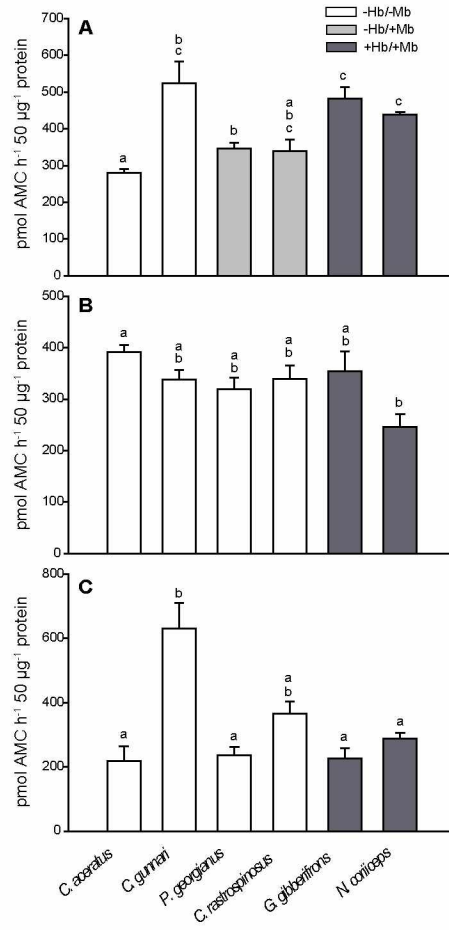 -Hb/-Mb
-Hb/+Mb
+Hb/+Mb
A
pmol AMC h⁻¹ 50 µg⁻¹ protein
700
600
500
400
300
200
100
0
a
b
c
b
a
b
c
c
c
B
pmol AMC h⁻¹ 50 µg⁻¹ protein
500
400
300
200
100
0
a
a
b
a
b
a
b
a
b
b
C
pmol AMC h⁻¹ 50 µg⁻¹ protein
800
600
400
200
0
a
b
a
a
b
a
a
C. aceratus
C. gunnari
P. georgianus
C. rastrospinosus
G. gibberifrons
N. coriiceps